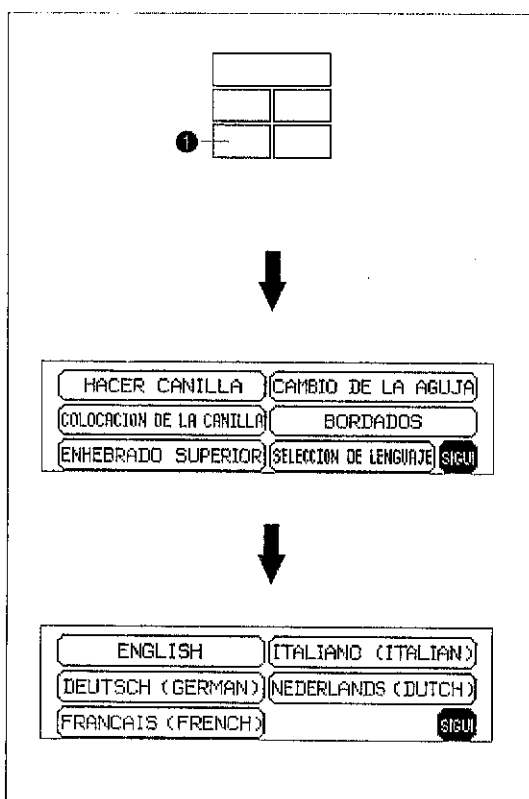 1
HACER CANILLA CAMBIO DE LA AGUJA
COLOCACION DE LA CANILLA BORDADOS
ENHEBRADO SUPERIOR SELECCION DE LENGUAJE SIGUI
ENGLISH ITALIANO (ITALIAN)
DEUTSCH (GERMAN) NEDERLANDS (DUTCH)
FRANCAIS (FRENCH) SIGUI